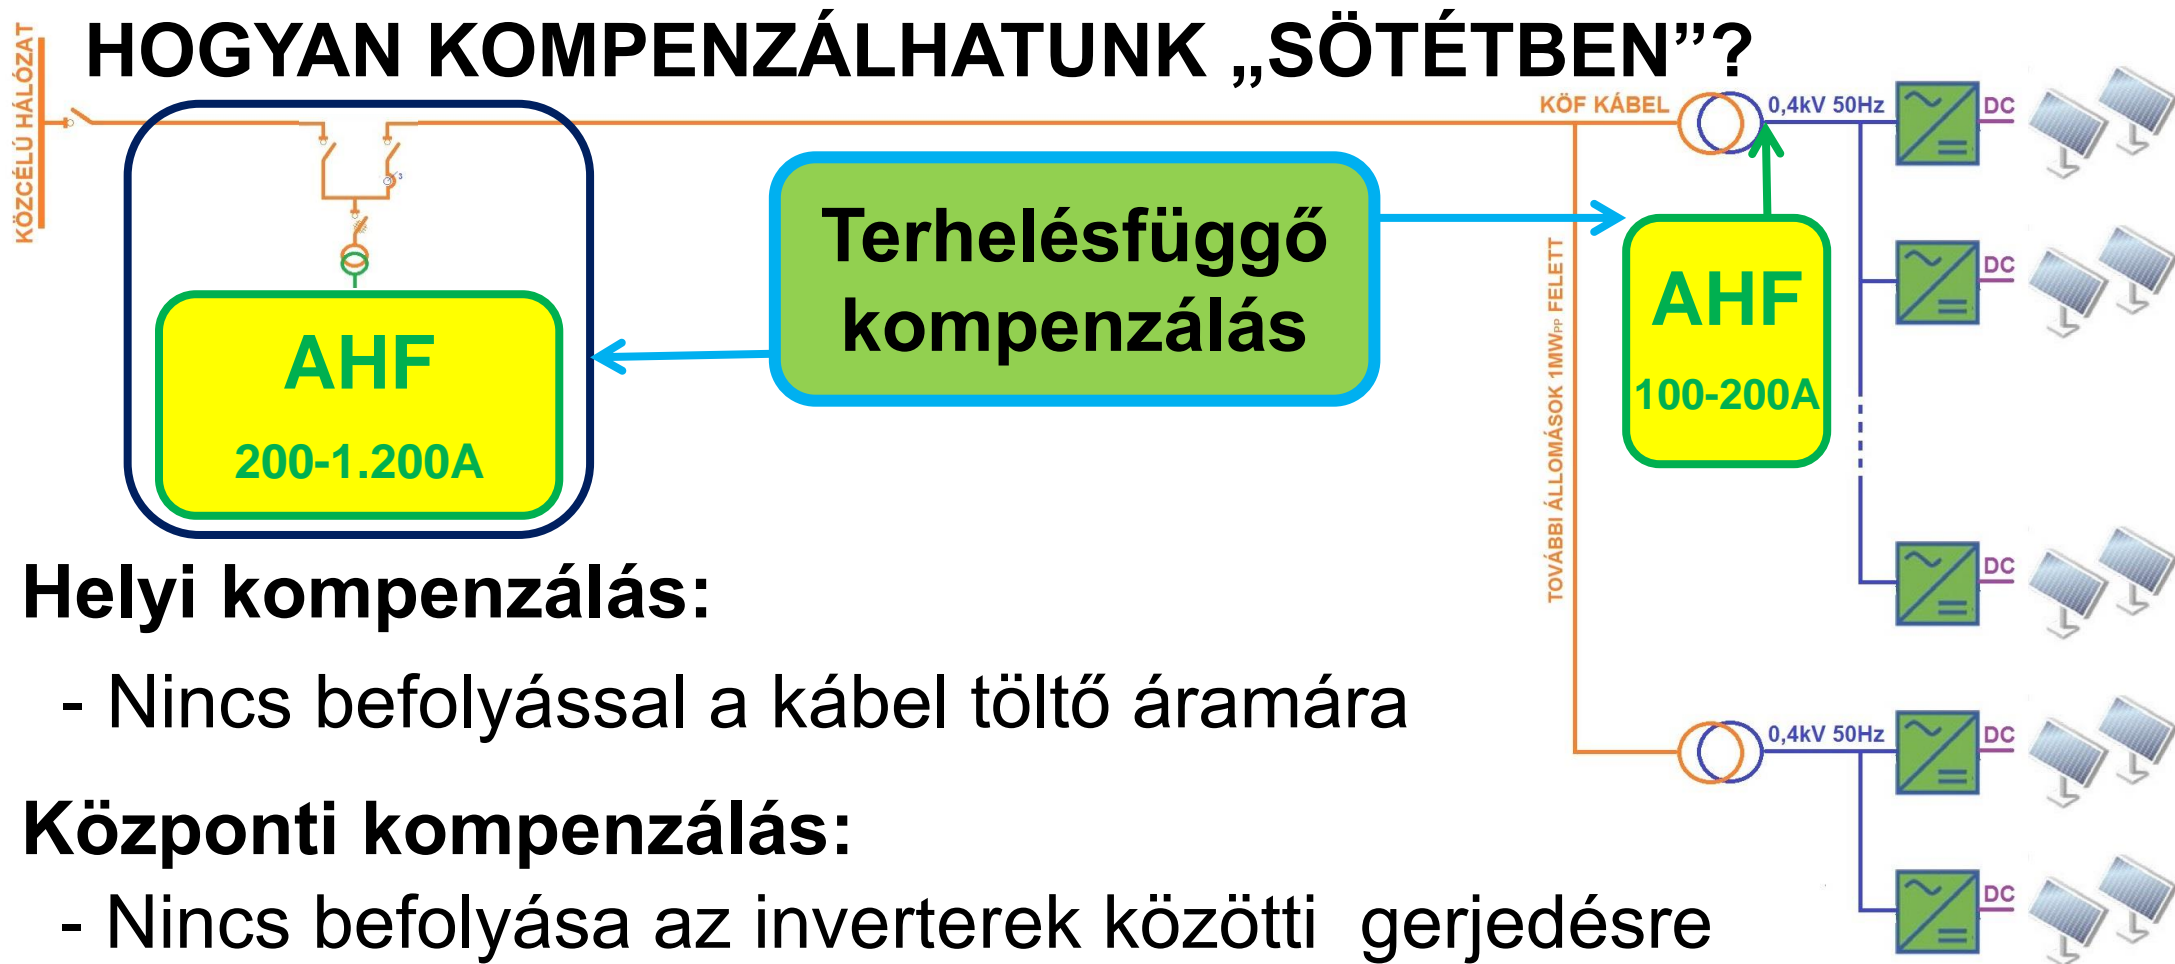 HOGYAN KOMPENZÁLHATUNK „SÖTÉTBEN”?
KÖZCÉLÚ HÁLÓZAT
KÖF KÁBEL
0,4kV 50Hz
DC
3
Terhelésfüggő
kompenzálás
DC
AHF
200-1.200A
AHF
100-200A
TOVÁBBI ÁLLOMÁSOK 1MWPP FELETT
DC
Helyi kompenzálás:
- Nincs befolyással a kábel töltő áramára
0,4kV 50Hz
DC
Központi kompenzálás:
- Nincs befolyása az inverterek közötti gerjedésre
DC